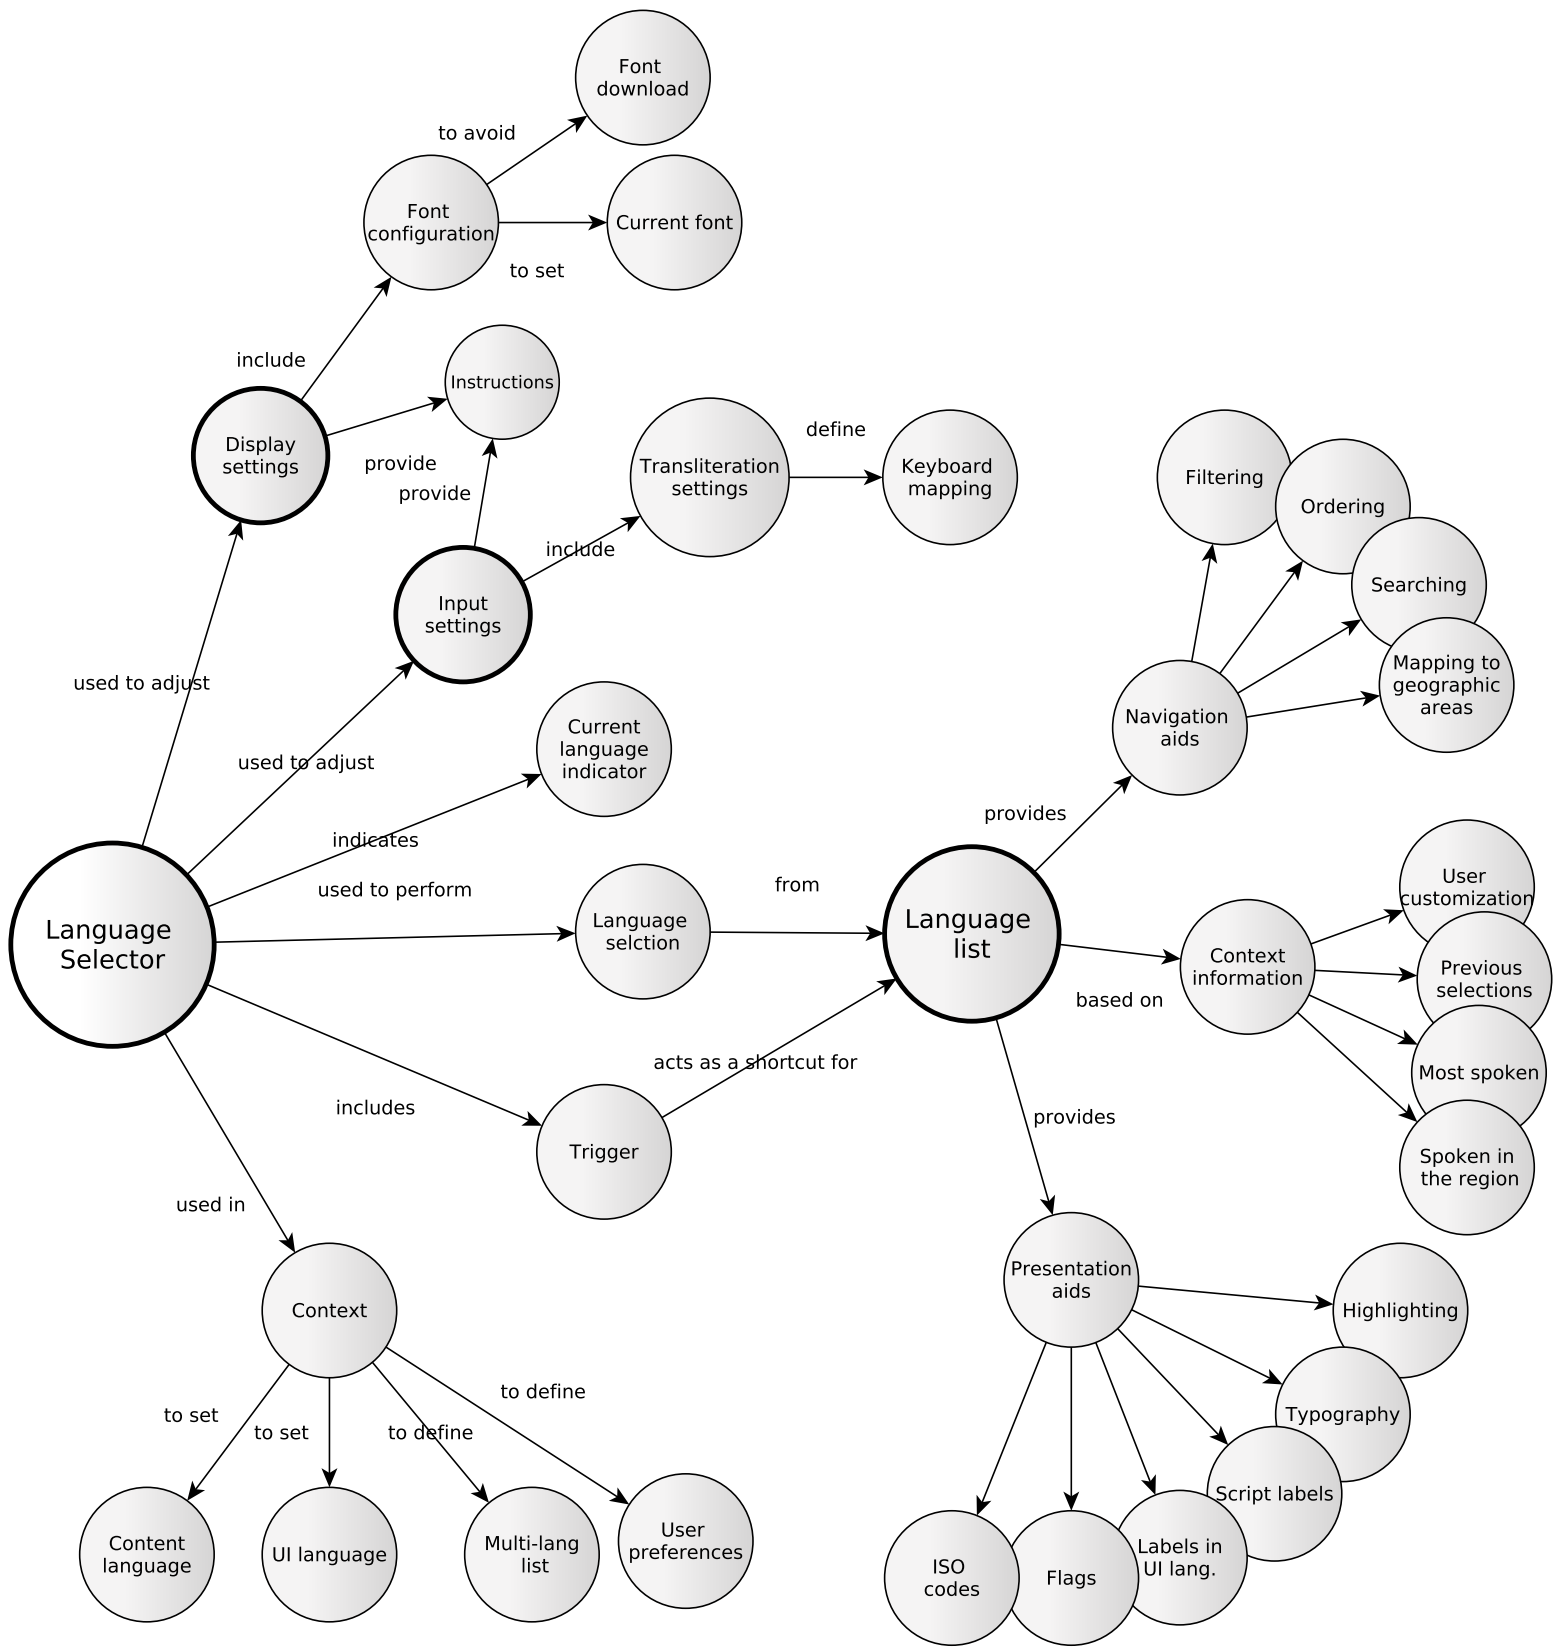 Font
download
to avoid
Font
configuration
Current font
to set
include
Instructions
Display
settings
provide
provide
Transliteration
settings
define
Keyboard
mapping
include
Input
settings
used to adjust
used to adjust
Current
language
indicator
indicates
used to perform
Language
Selector
Language
selction
from
Language
list
includes
Trigger
acts as a shortcut for
used in
Context
to set
to set
to define
to define
Content
language
UI language
Multi-lang
list
User
preferences
provides
Navigation
aids
Filtering
Ordering
Searching
Mapping to
geographic
areas
based on
Context
information
User
customization
Previous
selections
Most spoken
Spoken in
the region
provides
Presentation
aids
Highlighting
Typography
Script labels
Labels in
UI lang.
Flags
ISO
codes